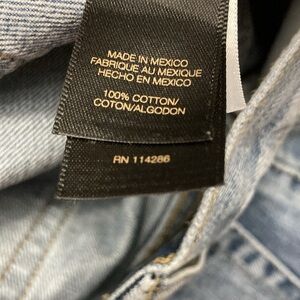 MADE IN MEXICO
FABRIQUE AU MEXIQUE
HECHO EN MEXICO
100% COTTON/
COTON/ALGODON
RN 114286